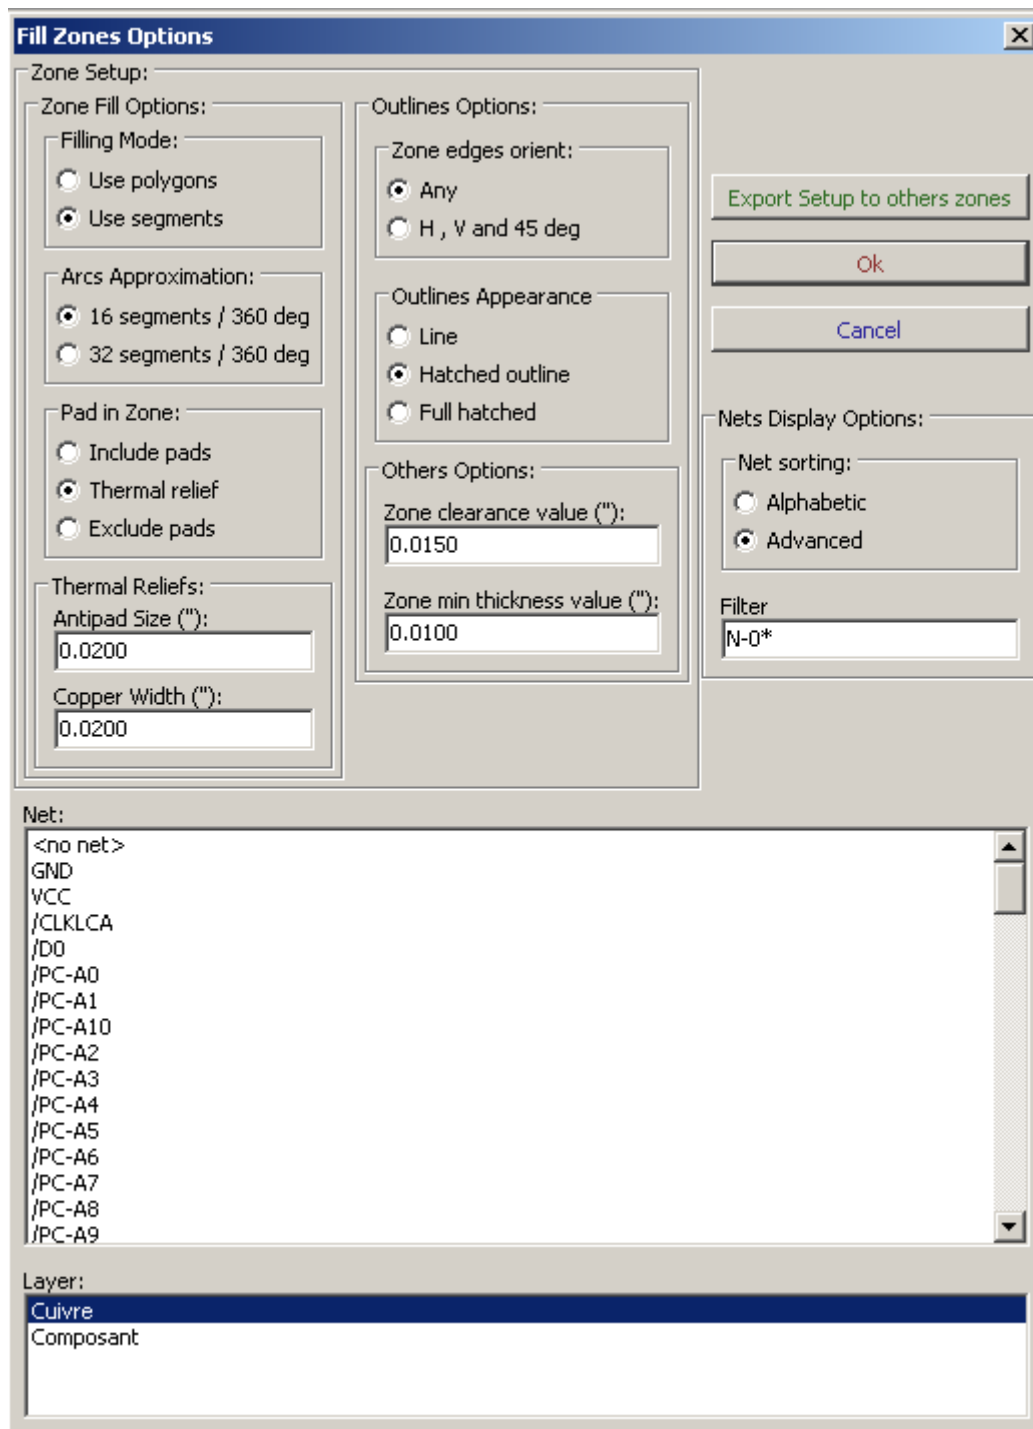 Fill Zones Options
Zone Setup:
Zone Fill Options:
Filling Mode:
Use polygons
Use segments
Arcs Approximation:
16 segments / 360 deg
32 segments / 360 deg
Pad in Zone:
Include pads
Thermal relief
Exclude pads
Thermal Reliefs:
Antipad Size ("):
0.0200
Copper Width ("):
0.0200
Outlines Options:
Zone edges orient:
Any
H , V and 45 deg
Outlines Appearance
Line
Hatched outline
Full hatched
Others Options:
Zone clearance value ("):
0.0150
Zone min thickness value ("):
0.0100
Export Setup to others zones
Ok
Cancel
Nets Display Options:
Net sorting:
Alphabetic
Advanced
Filter
N-0*
Net:
<no net>
GND
VCC
/CLKLCA
/D0
/PC-A0
/PC-A1
/PC-A10
/PC-A2
/PC-A3
/PC-A4
/PC-A5
/PC-A6
/PC-A7
/PC-A8
/PC-A9
Layer:
Cuivre
Composant